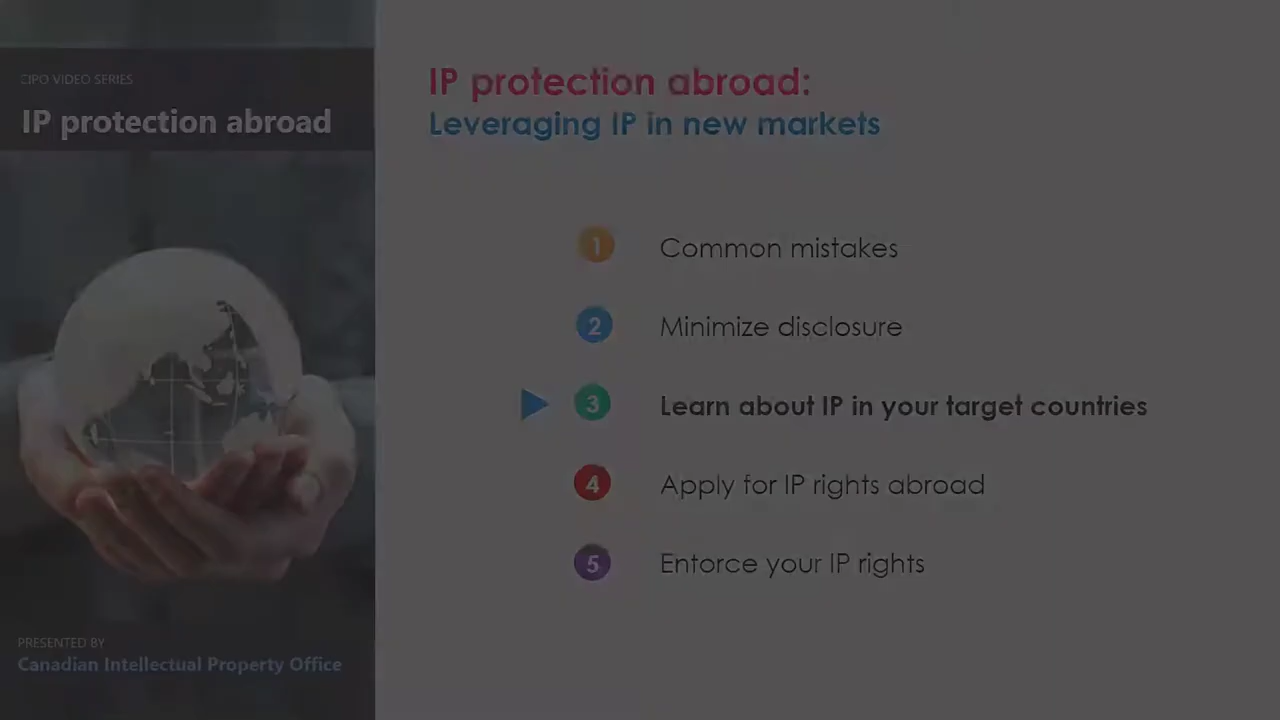 CIPO VIDEO SERIES
IP protection abroad
PRESENTED BY
Canadian Intellectual Property Office
IP protection abroad:
Leveraging IP in new markets
1 Common mistakes
2 Minimize disclosure
3 Learn about IP in your target countries
4 Apply for IP rights abroad
5 Enforce your IP rights